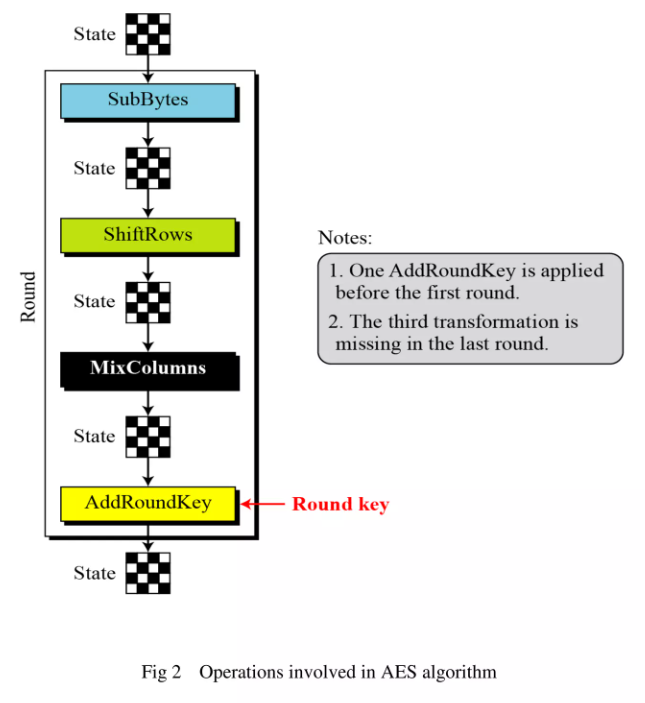 State
SubBytes
State
ShiftRows
State
MixColumns
State
AddRoundKey
Round key
State
Round
Notes:
1. One AddRoundKey is applied
before the first round.
2. The third transformation is
missing in the last round.
Fig 2 Operations involved in AES algorithm